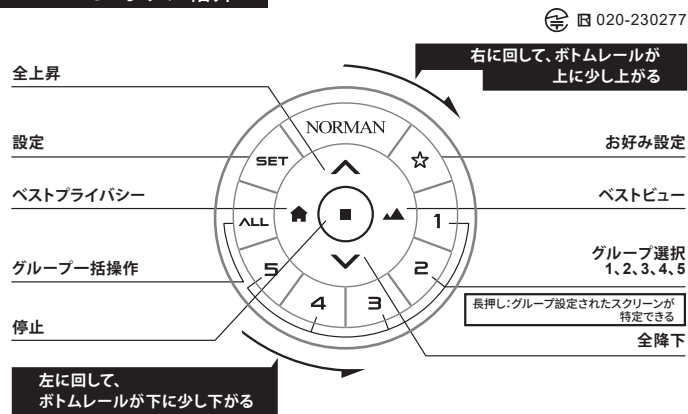 R 020-230277
右に回して、ボトムレールが
上に少し上がる
全上昇
NORMAN
設定
SET
☆
お好み設定
ベストプライバシー
ベストビュー
ALL
1
グループ選択
1、2、3、4、5
グループ一括操作
5
2
長押し:グループ設定されたスクリーンが
特定できる
4
3
停止
全降下
左に回して、
ボトムレールが下に少し下がる